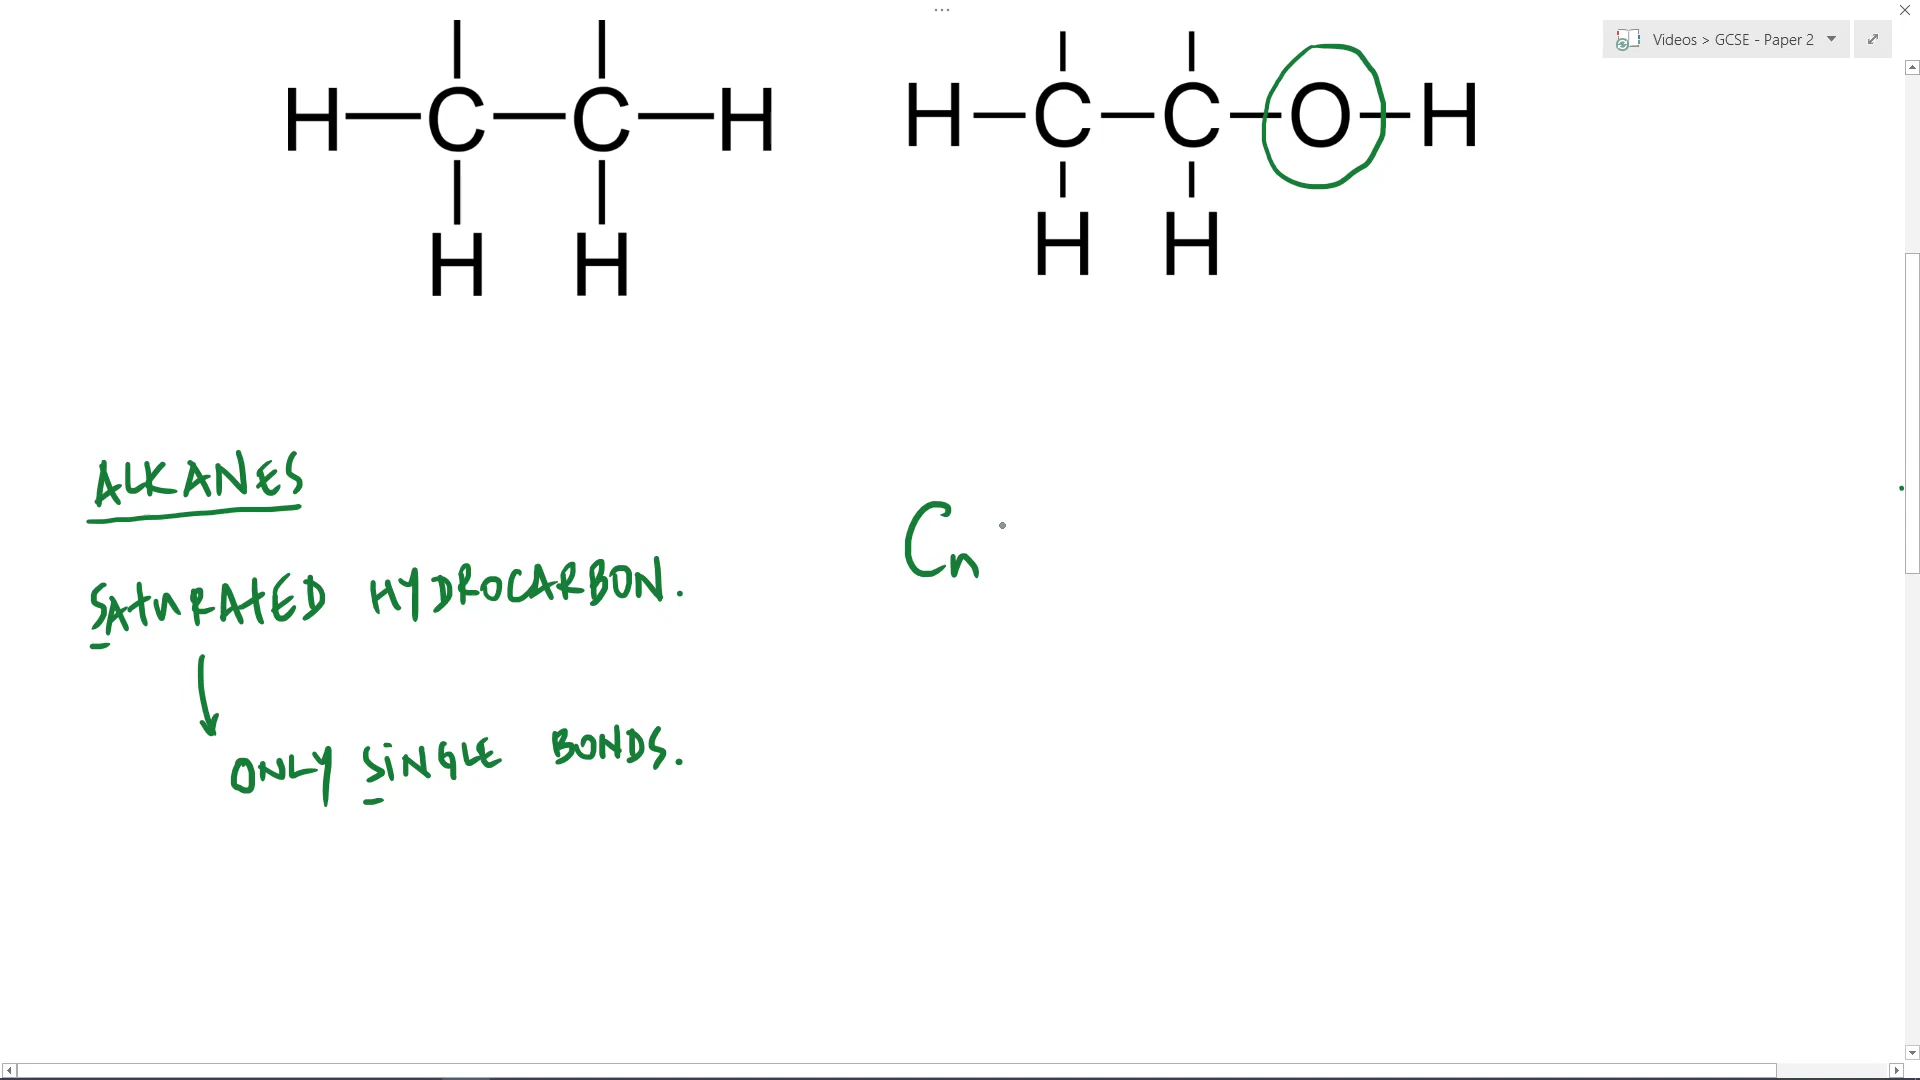 Videos > GCSE - Paper 2
H C C H
H H
H C C O H
H H
ALKANES
SATURATED HYDROCARBON.
ONLY SINGLE BONDS.
Cn